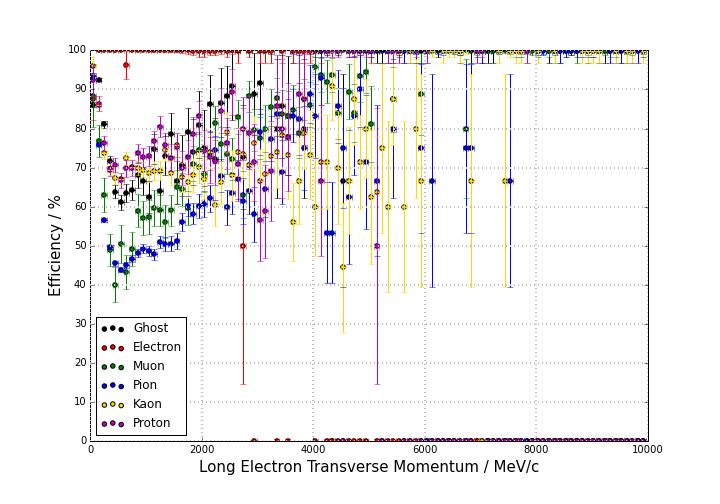 100
90
80
70
60
50
40
30
20
10
0
Efficiency / %
Ghost
Electron
Muon
Pion
Kaon
Proton
0 2000 4000 6000 8000 10000
Long Electron Transverse Momentum / MeV/c